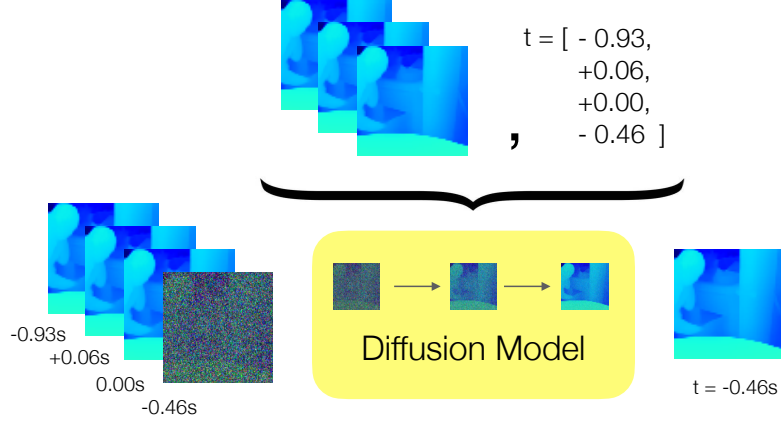 t = [ - 0.93,
+0.06,
+0.00,
- 0.46 ]
,
-0.93s
+0.06s
0.00s
-0.46s
Diffusion Model
t = -0.46s